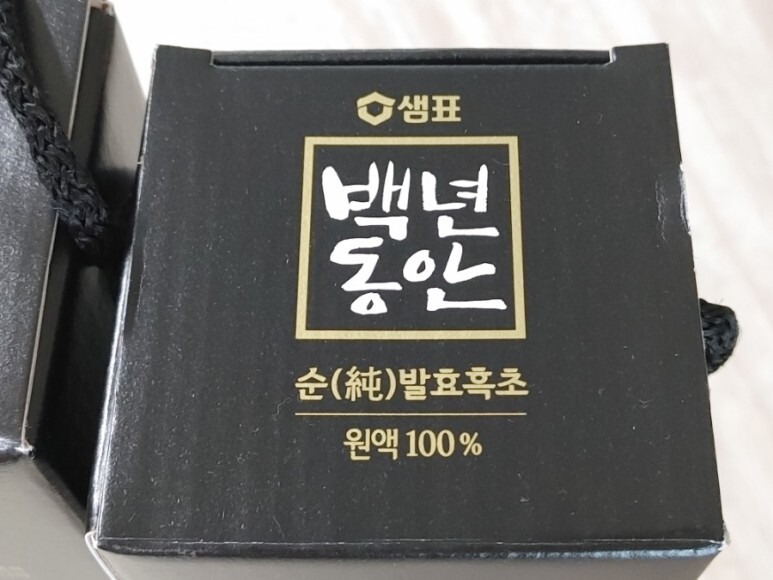 샘표
백년
동안
순(純)발효흑초
원액 100%